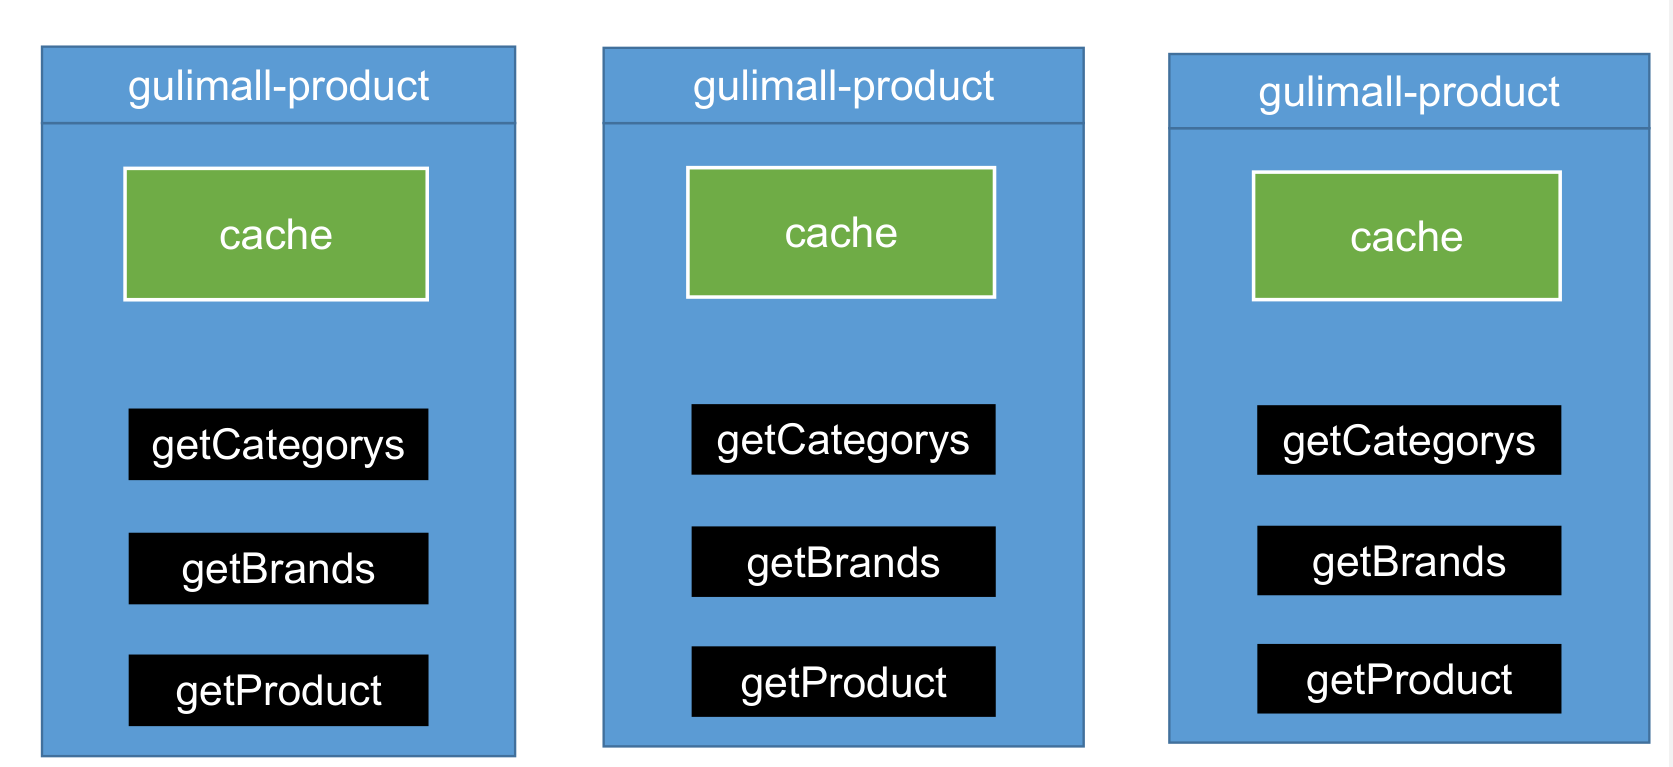 gulimall-product
cache
getCategorys
getBrands
getProduct
gulimall-product
cache
getCategorys
getBrands
getProduct
gulimall-product
cache
getCategorys
getBrands
getProduct